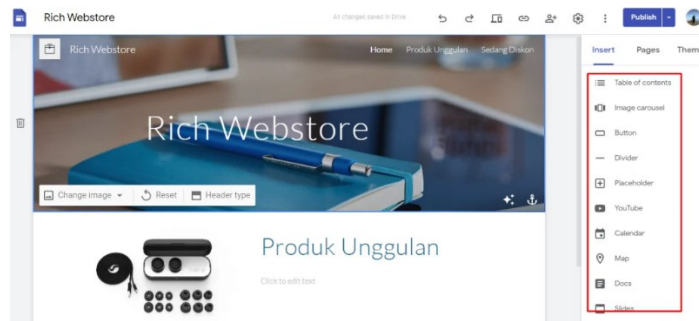 Rich Webstore
All changes saved in Drive
Publish
Rich Webstore
Home Produk Unggulan Sedang Diskon
Rich Webstore
Change image
Reset
Header type
Produk Unggulan
Click to edit text
Insert Pages Them
Table of contents
Image carousel
Button
Divider
Placeholder
YouTube
Calendar
Map
Docs
Slides